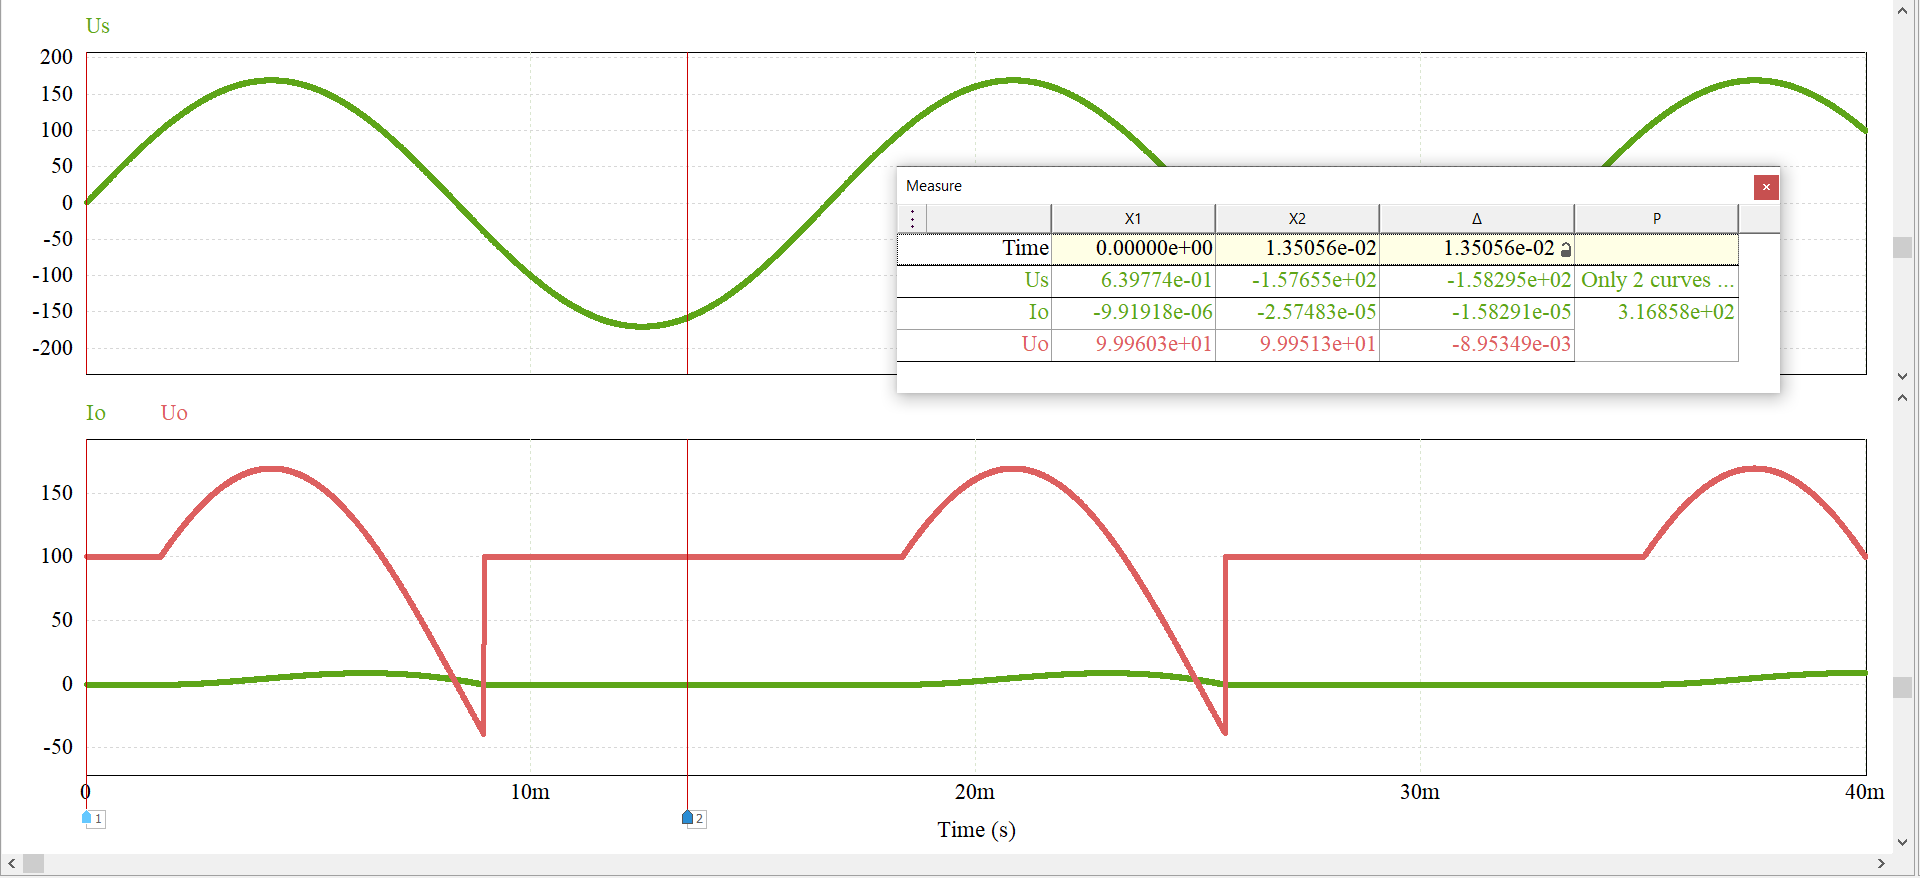 Us
200
150
100
50
0
-50
-100
-150
-200
Measure
X1 X2 Δ P
Time 0.00000e+00 1.35056e-02 1.35056e-02
Us 6.39774e-01 -1.57655e+02 -1.58295e+02 Only 2 curves ...
Io -9.91918e-06 -2.57483e-05 -1.58291e-05 3.16858e+02
Uo 9.99603e+01 9.99513e+01 -8.95349e-03
Io Uo
150
100
50
0
-50
0 10m 20m 30m 40m
1 2
Time (s)